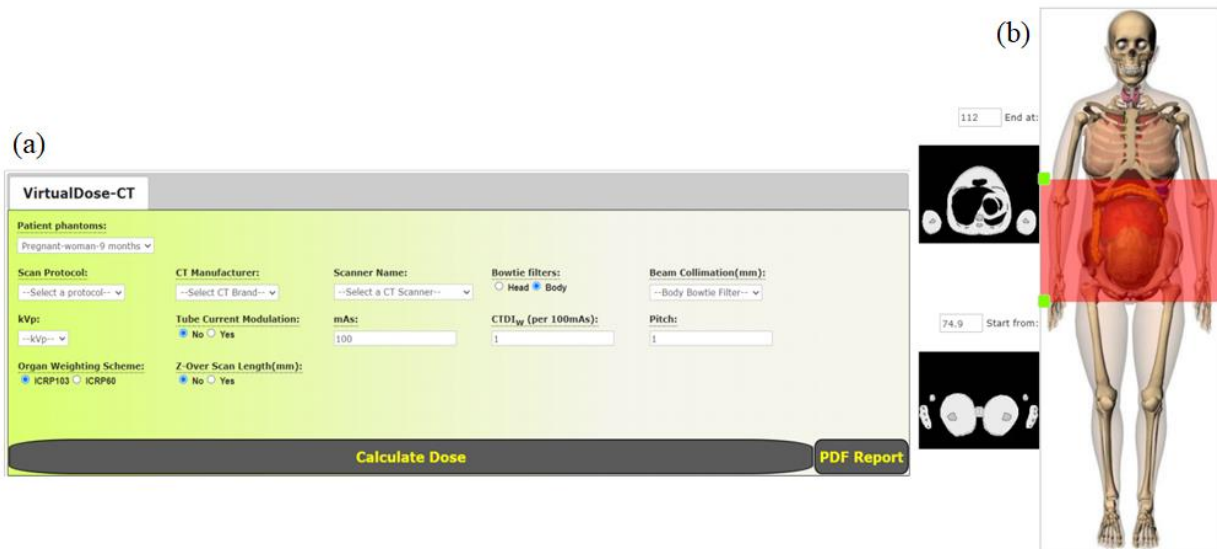 (a)
VirtualDose-CT
Patient phantoms:
Pregnant-woman-9 months
Scan Protocol: CT Manufacturer: Scanner Name: Bowtie filters: Beam Collimation(mm):
--Select a protocol-- --Select CT Brand-- --Select a CT Scanner-- Head Body --Body Bowtie Filter--
kVp: Tube Current Modulation: mAs: CTDIW (per 100mAs): Pitch:
--kVp-- No Yes 100 1 1
Organ Weighting Scheme: Z-Over Scan Length(mm):
ICRP103 ICRP60 No Yes
Calculate Dose PDF Report
(b)
112 End at:
74.9 Start from: